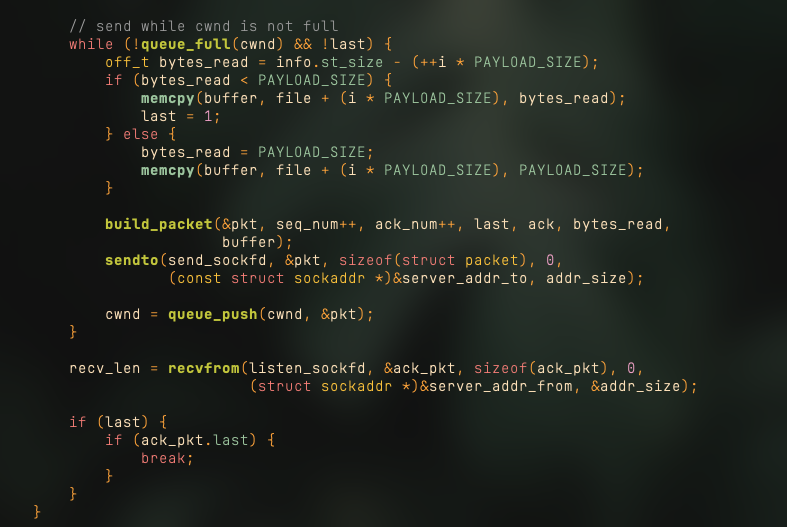 // send while cwnd is not full
while (!queue_full(cwnd) && !last) {
off_t bytes_read = info.st_size - (++i * PAYLOAD_SIZE);
if (bytes_read < PAYLOAD_SIZE) {
memcpy(buffer, file + (i * PAYLOAD_SIZE), bytes_read);
last = 1;
} else {
bytes_read = PAYLOAD_SIZE;
memcpy(buffer, file + (i * PAYLOAD_SIZE), PAYLOAD_SIZE);
}
build_packet(&pkt, seq_num++, ack_num++, last, ack, bytes_read,
buffer);
sendto(send_sockfd, &pkt, sizeof(struct packet), 0,
(const struct sockaddr *)&server_addr_to, addr_size);
cwnd = queue_push(cwnd, &pkt);
}
recv_len = recvfrom(listen_sockfd, &ack_pkt, sizeof(ack_pkt), 0,
(struct sockaddr *)&server_addr_from, &addr_size);
if (last) {
if (ack_pkt.last) {
break;
}
}
}